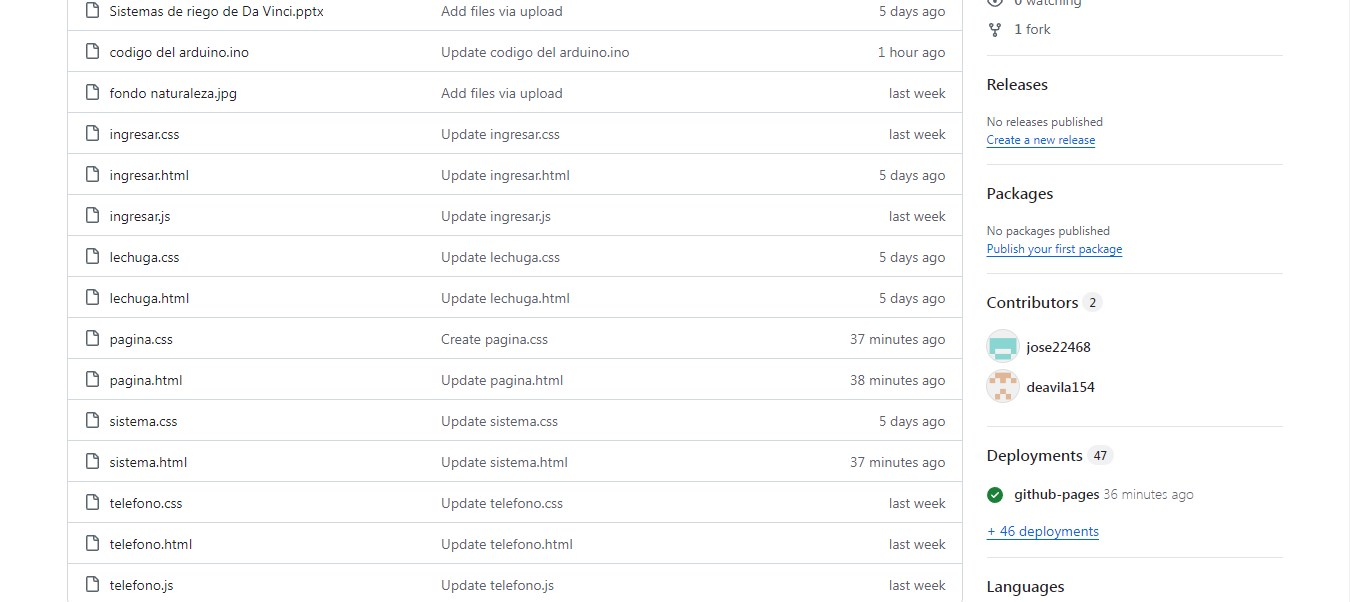 Sistemas de riego de Da Vinci.pptx Add files via upload 5 days ago
codigo del arduino.ino Update codigo del arduino.ino 1 hour ago
fondo naturaleza.jpg Add files via upload last week
ingresar.css Update ingresar.css last week
ingresar.html Update ingresar.html 5 days ago
ingresar.js Update ingresar.js last week
lechuga.css Update lechuga.css 5 days ago
lechuga.html Update lechuga.html 5 days ago
pagina.css Create pagina.css 37 minutes ago
pagina.html Update pagina.html 38 minutes ago
sistema.css Update sistema.css 5 days ago
sistema.html Update sistema.html 37 minutes ago
telefono.css Update telefono.css last week
telefono.html Update telefono.html last week
telefono.js Update telefono.js last week
0 watching
1 fork
Releases
No releases published
Create a new release
Packages
No packages published
Publish your first package
Contributors 2
jose22468
deavila154
Deployments 47
github-pages 36 minutes ago
+ 46 deployments
Languages